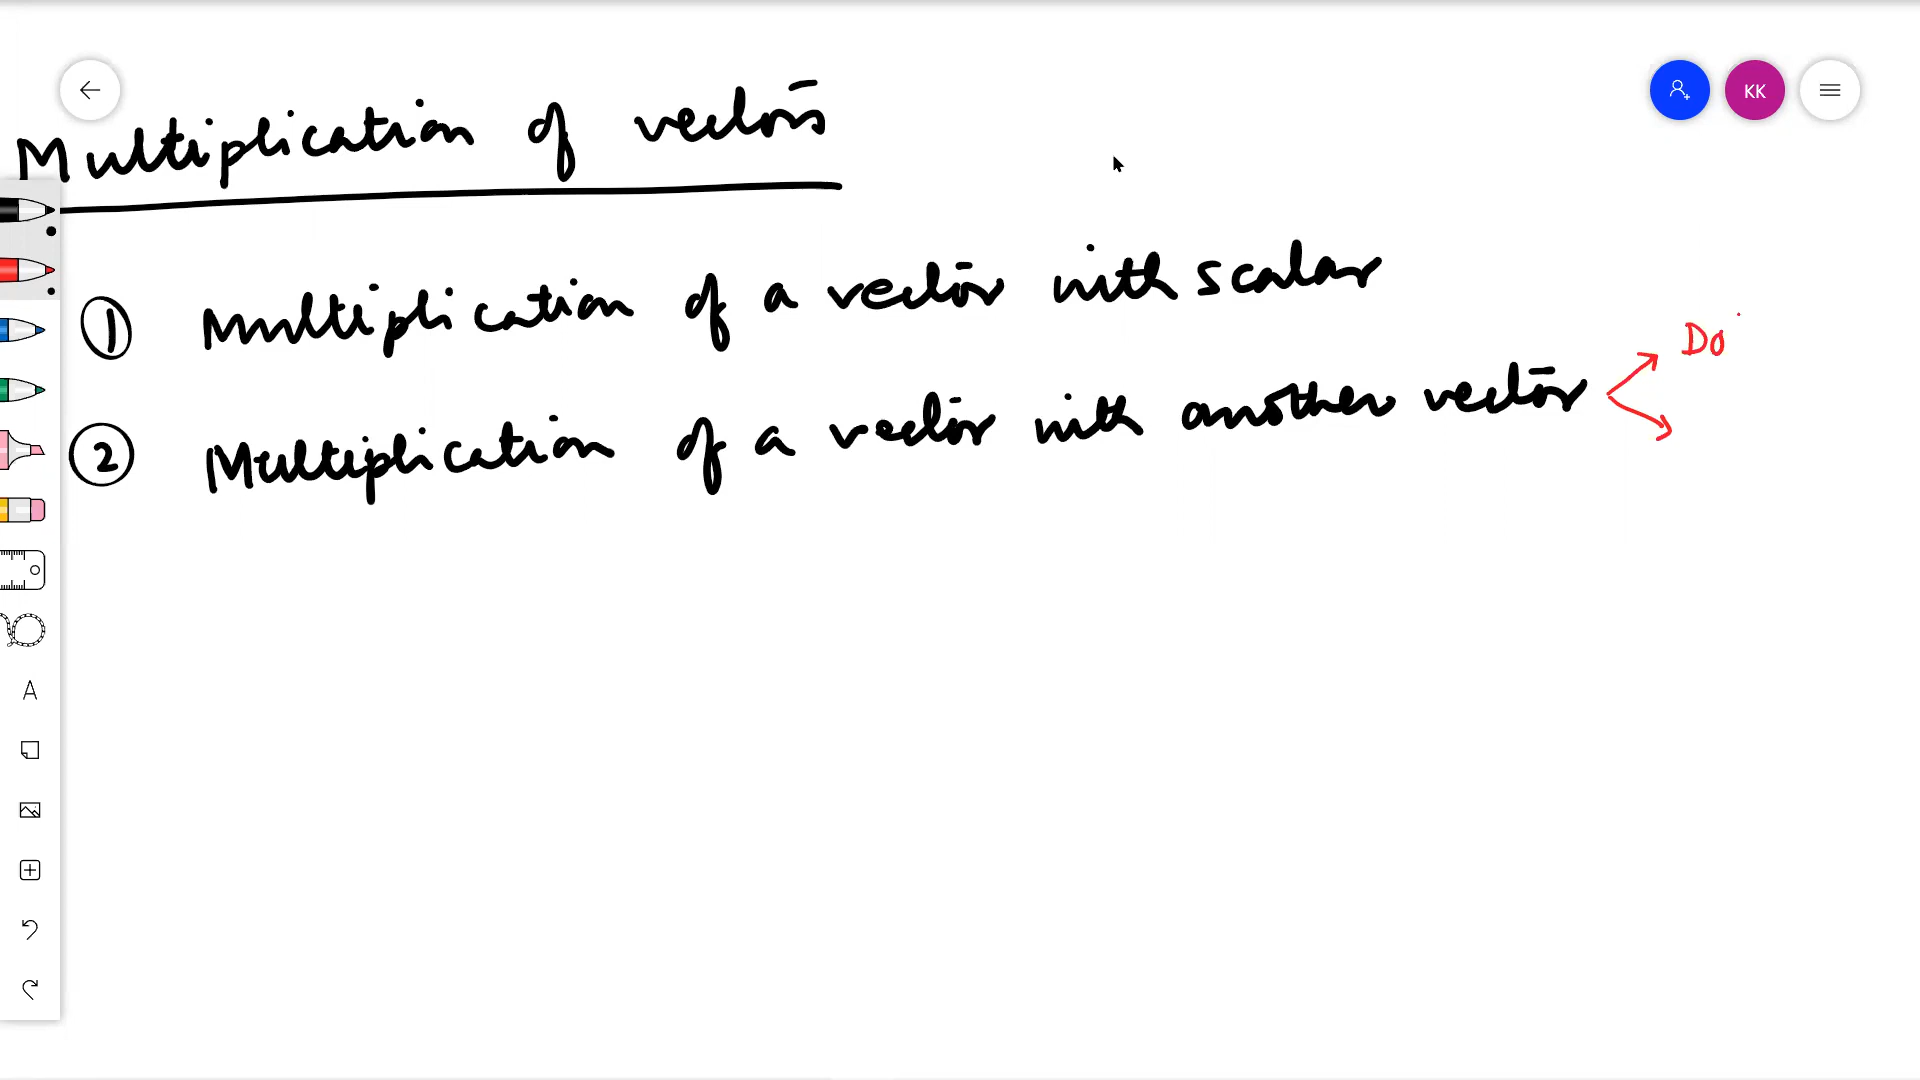 Multiplication of vectors
KK
① Multiplication of a vector with scalar
Do
② Multiplication of a vector with another vector
A